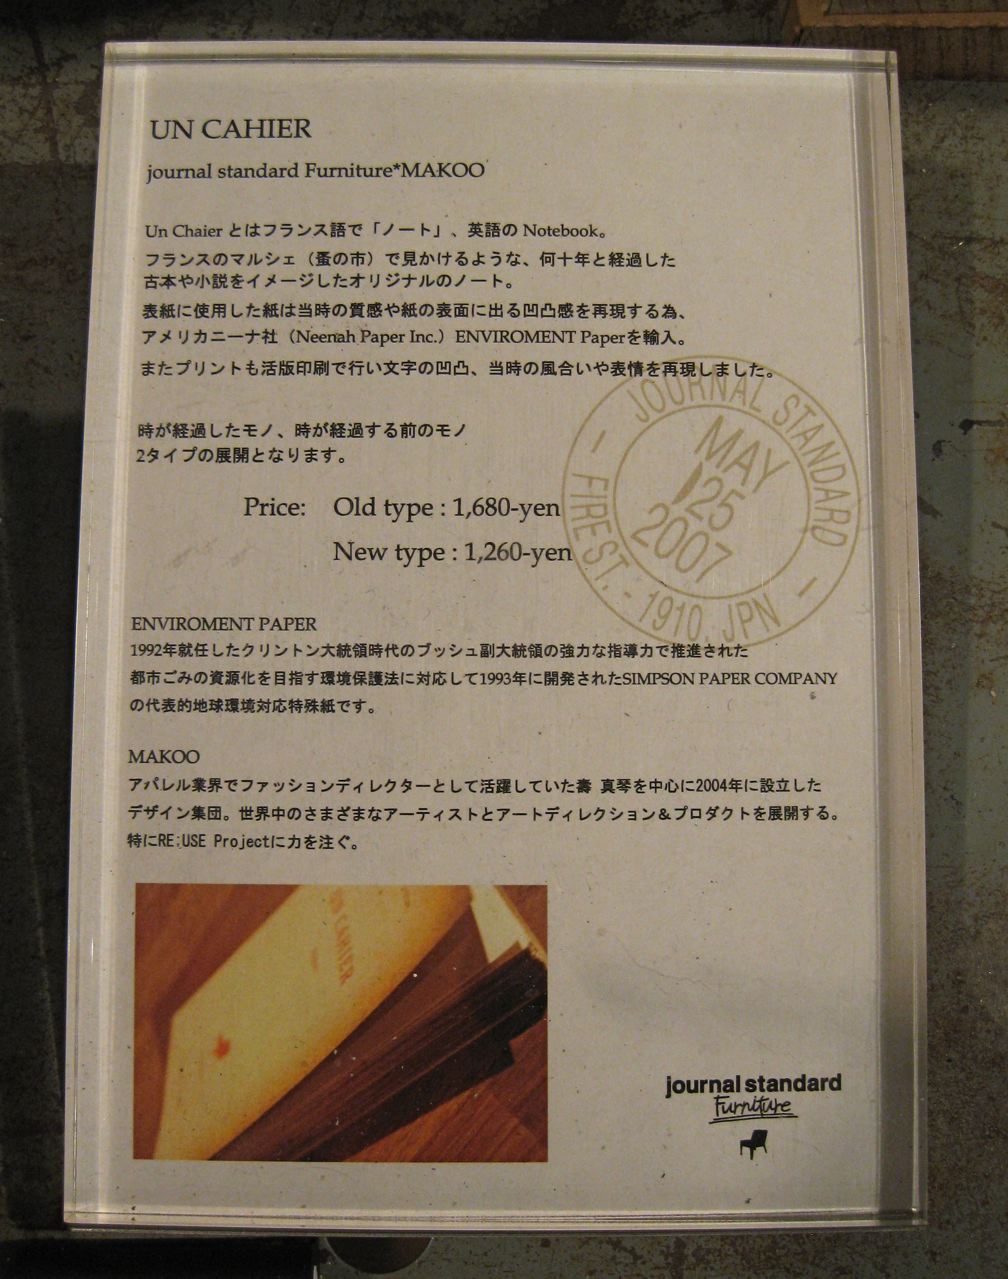 UN CAHIER
journal standard Furniture*MAKOO
Un Chaier とはフランス語で「ノート」、英語の Notebook。
フランスのマルシェ（蚤の市）で見かけるような、何十年と経過した
古本や小説をイメージしたオリジナルのノート。
表紙に使用した紙は当時の質感や紙の表面に出る凹凸感を再現する為、
アメリカニーナ社（Neenah Paper Inc.）ENVIROMENT Paperを輸入。
またプリントも活版印刷で行い文字の凹凸、当時の風合いや表情を再現しました。
時が経過したモノ、時が経過する前のモノ
2タイプの展開となります。
Price: Old type : 1,680-yen
New type : 1,260-yen
JOURNAL STANDARD
MAY
25
2007
FIRE ST. - 1910. JPN
ENVIROMENT PAPER
1992年就任したクリントン大統領時代のブッシュ副大統領の強力な指導力で推進された
都市ごみの資源化を目指す環境保護法に対応して1993年に開発されたSIMPSON PAPER COMPANY
の代表的地球環境対応特殊紙です。
MAKOO
アパレル業界でファッションディレクターとして活躍していた壽 真琴を中心に2004年に設立した
デザイン集団。世界中のさまざまなアーティストとアートディレクション＆プロダクトを展開する。
特にRE:USE Projectに力を注ぐ。
UN CAHIER
journal standard
Furniture